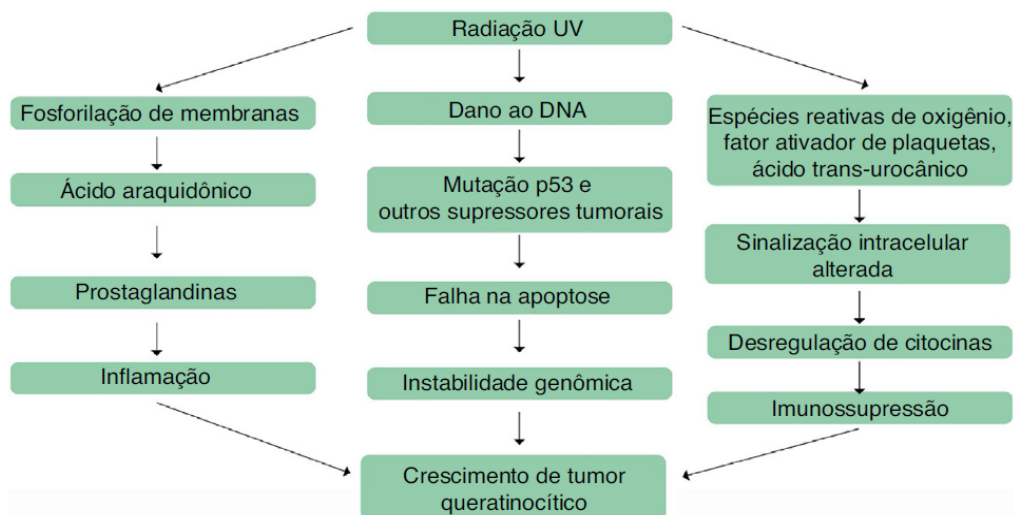 Radiação UV
Fosforilação de membranas
Ácido araquidônico
Prostaglandinas
Inflamação
Dano ao DNA
Mutação p53 e
outros supressores tumorais
Falha na apoptose
Instabilidade genômica
Espécies reativas de oxigênio,
fator ativador de plaquetas,
ácido trans-urocânico
Sinalização intracelular
alterada
Desregulação de citocinas
Imunossupressão
Crescimento de tumor
queratinocítico